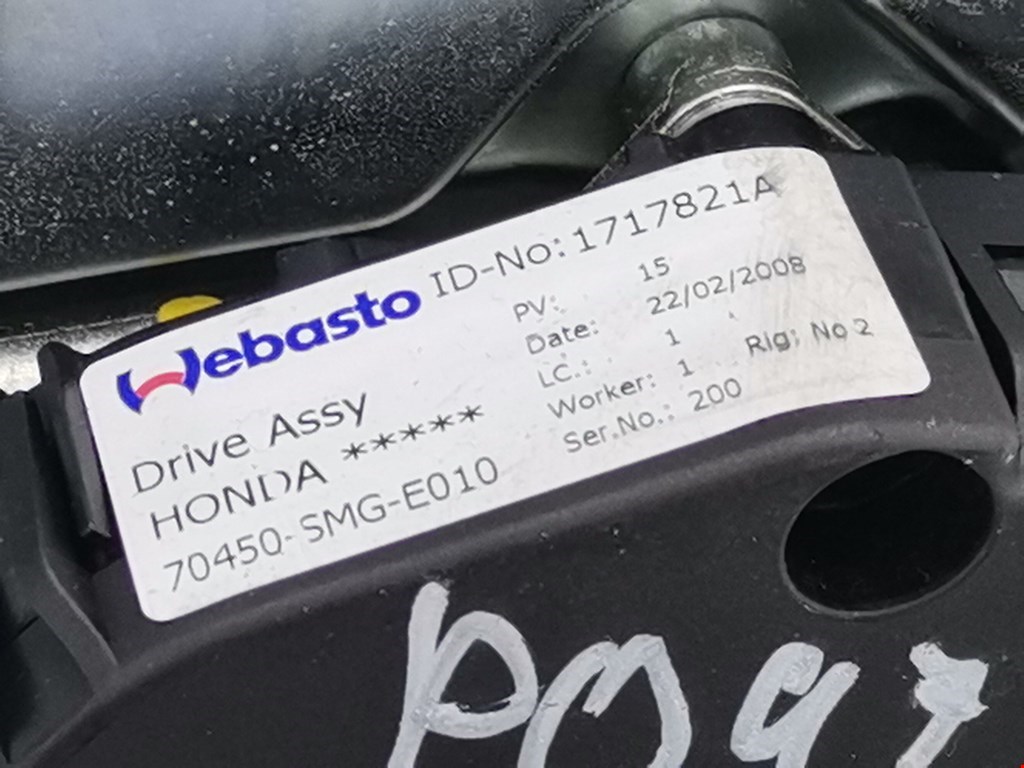 Webasto ID-No: 1717821A
PV: 15
Date: 22/02/2008
LC.: 1
Worker: 1 Rig: No 2
Ser.No.: 200
Drive Assy
HONDA *****
70450-SMG-E010